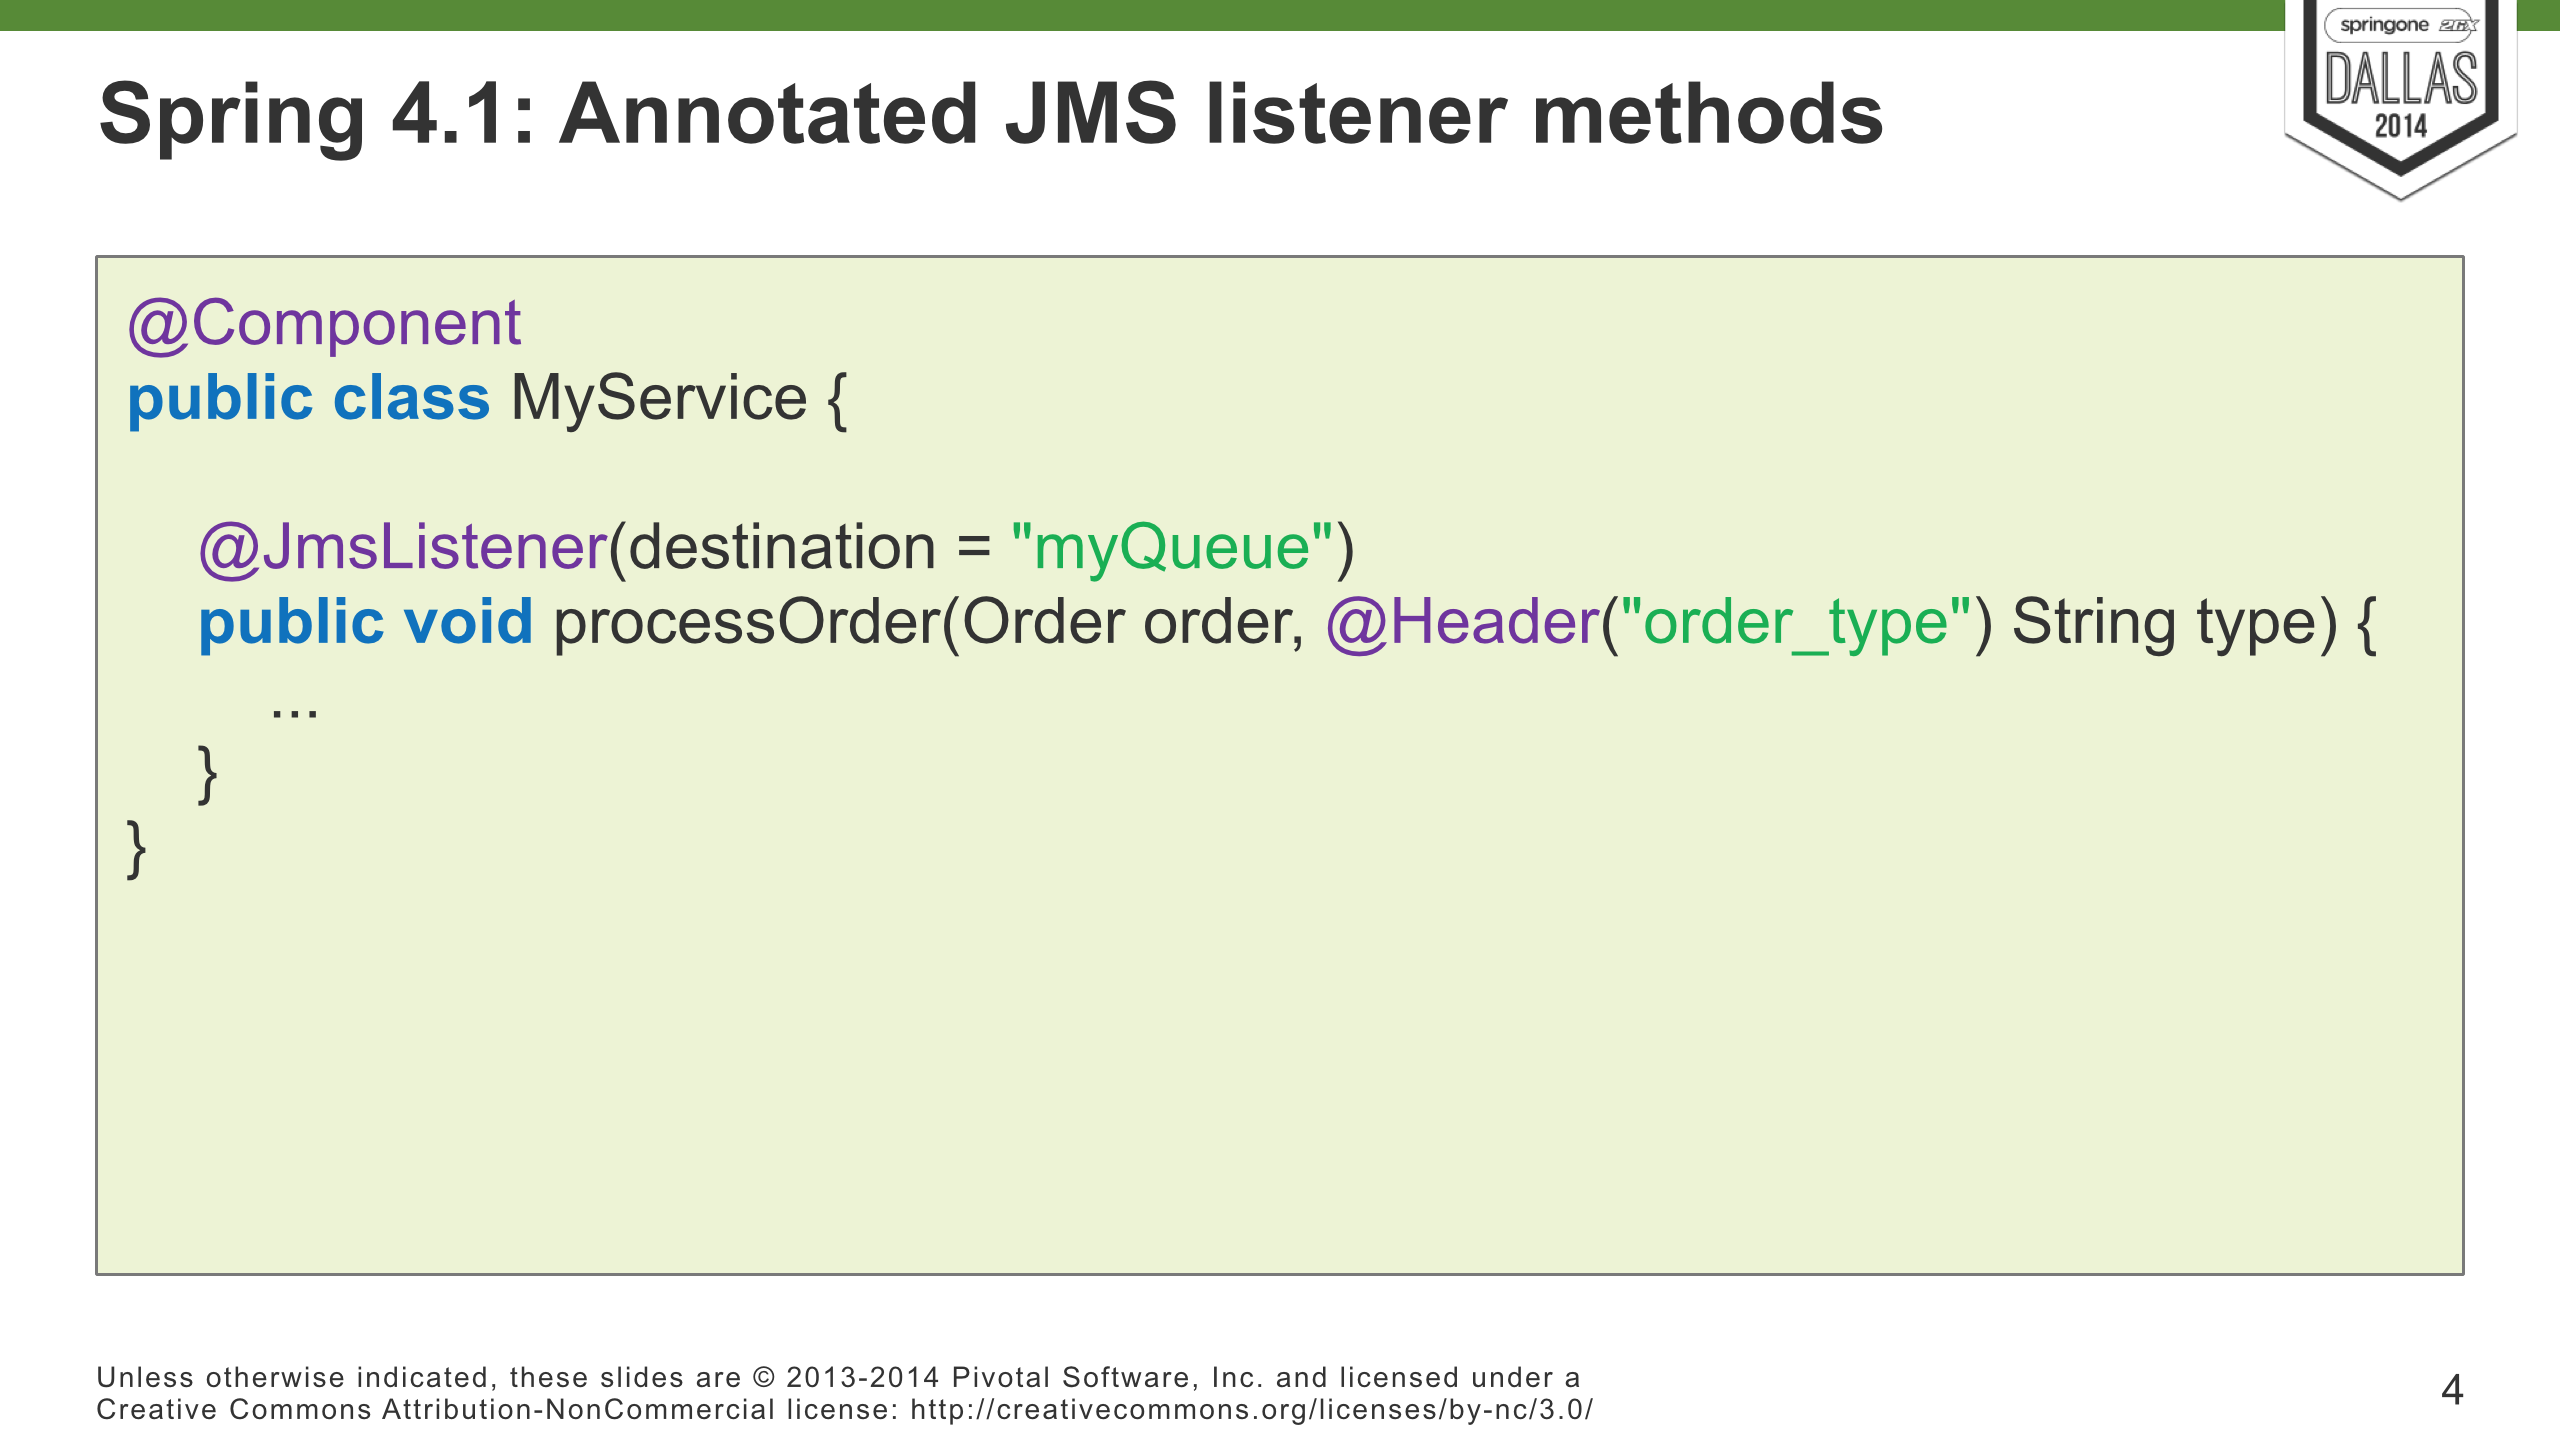 springone 2GX
DALLAS
2014
Spring 4.1: Annotated JMS listener methods
@Component
public class MyService {
@JmsListener(destination = "myQueue")
public void processOrder(Order order, @Header("order_type") String type) {
...
}
}
Unless otherwise indicated, these slides are © 2013-2014 Pivotal Software, Inc. and licensed under a
Creative Commons Attribution-NonCommercial license: http://creativecommons.org/licenses/by-nc/3.0/
4